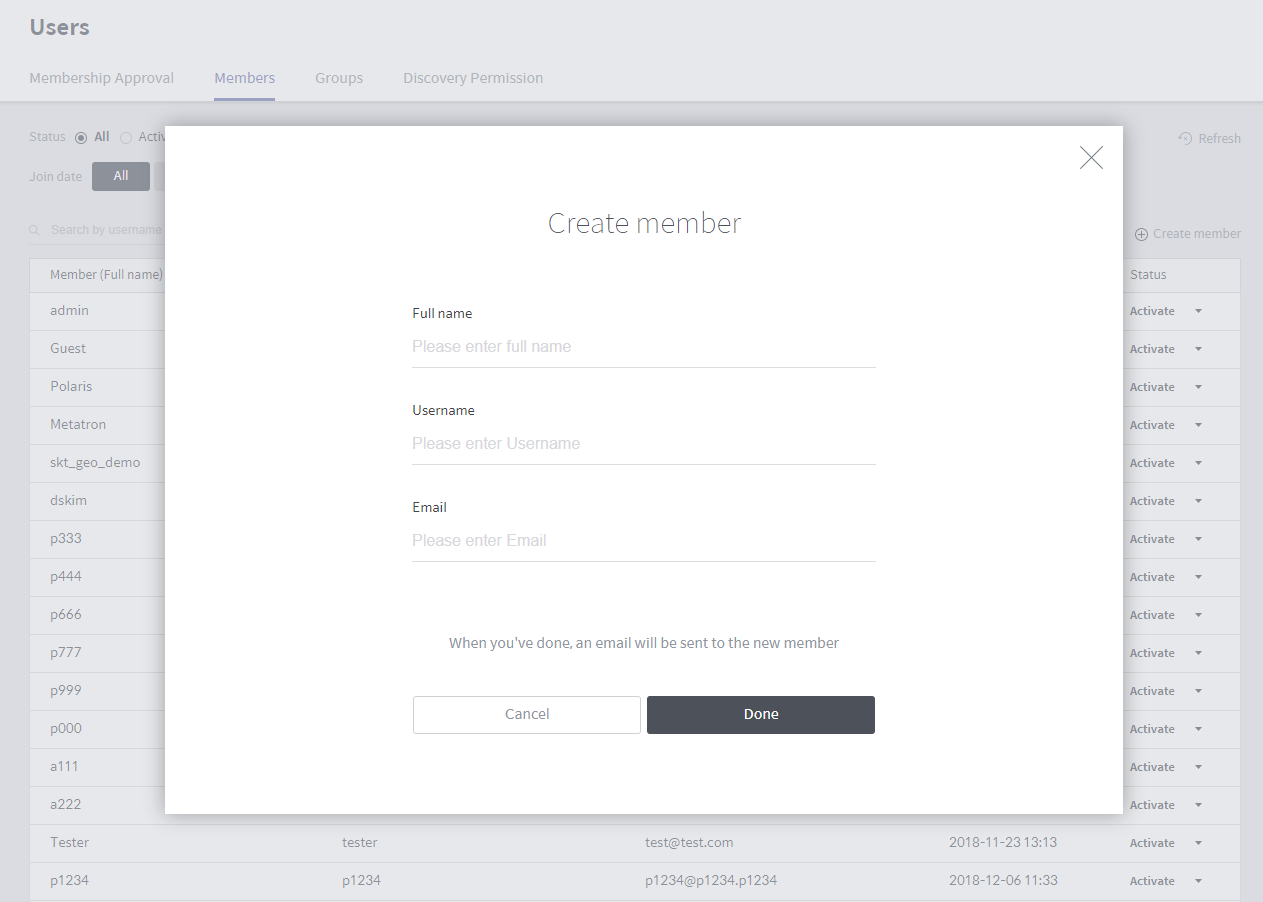 Users
Membership Approval Members Groups Discovery Permission
Status All Activ
Refresh
Join date All
Search by username
Create member
Member (Full name) Status
admin Activate
Guest Activate
Polaris Activate
Metatron Activate
skt_geo_demo Activate
dskim Activate
p333 Activate
p444 Activate
p666 Activate
p777 Activate
p999 Activate
p000 Activate
a111 Activate
a222 Activate
Tester tester test@test.com 2018-11-23 13:13 Activate
p1234 p1234 p1234@p1234.p1234 2018-12-06 11:33 Activate
Create member
Full name
Please enter full name
Username
Please enter Username
Email
Please enter Email
When you've done, an email will be sent to the new member
Cancel Done